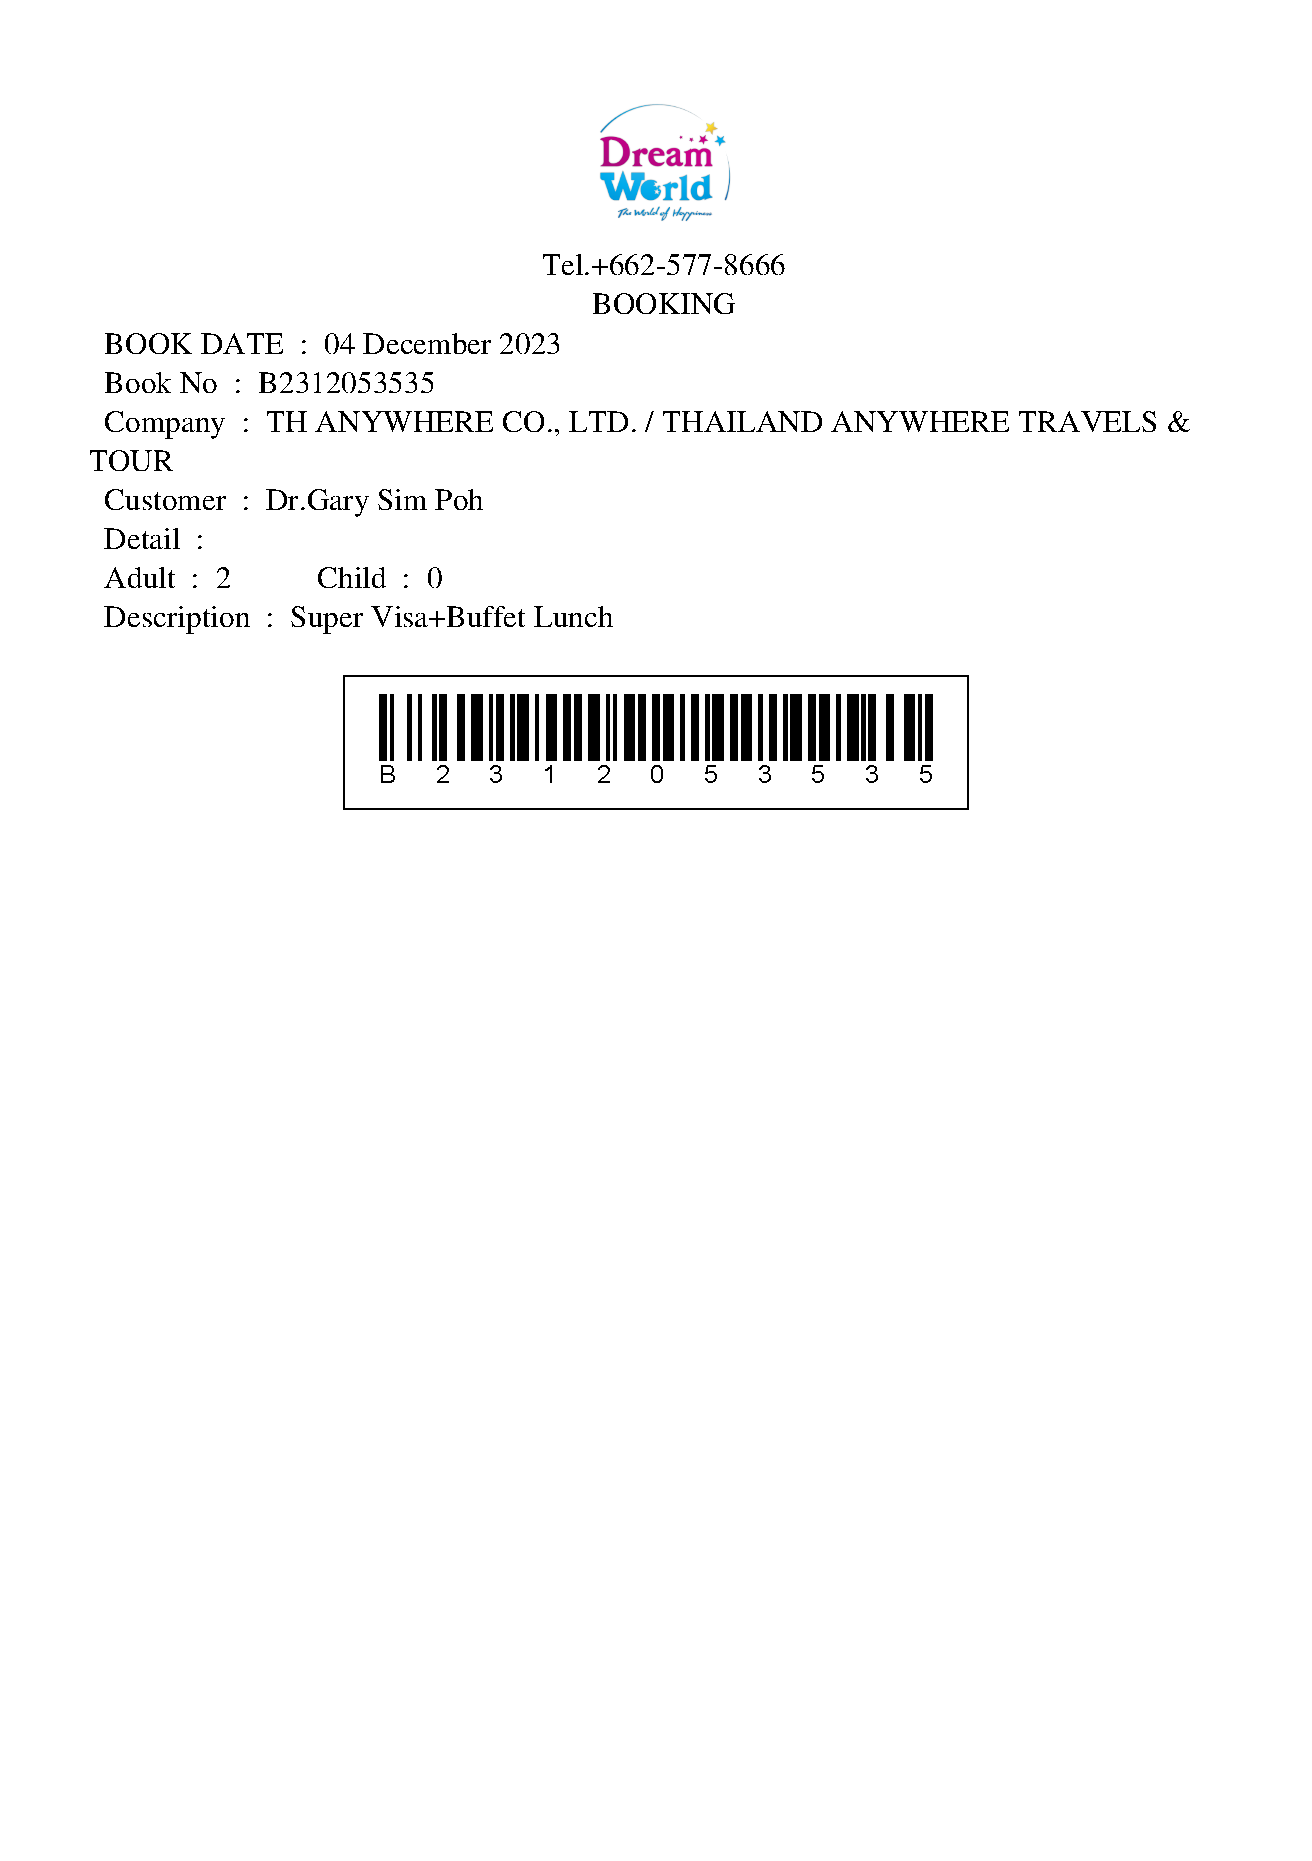 Dream
World
The World of Happiness
Tel.+662-577-8666
BOOKING
BOOK DATE : 04 December 2023
Book No : B2312053535
Company : TH ANYWHERE CO., LTD. / THAILAND ANYWHERE TRAVELS &
TOUR
Customer : Dr.Gary Sim Poh
Detail :
Adult : 2 Child : 0
Description : Super Visa+Buffet Lunch
B 2 3 1 2 0 5 3 5 3 5